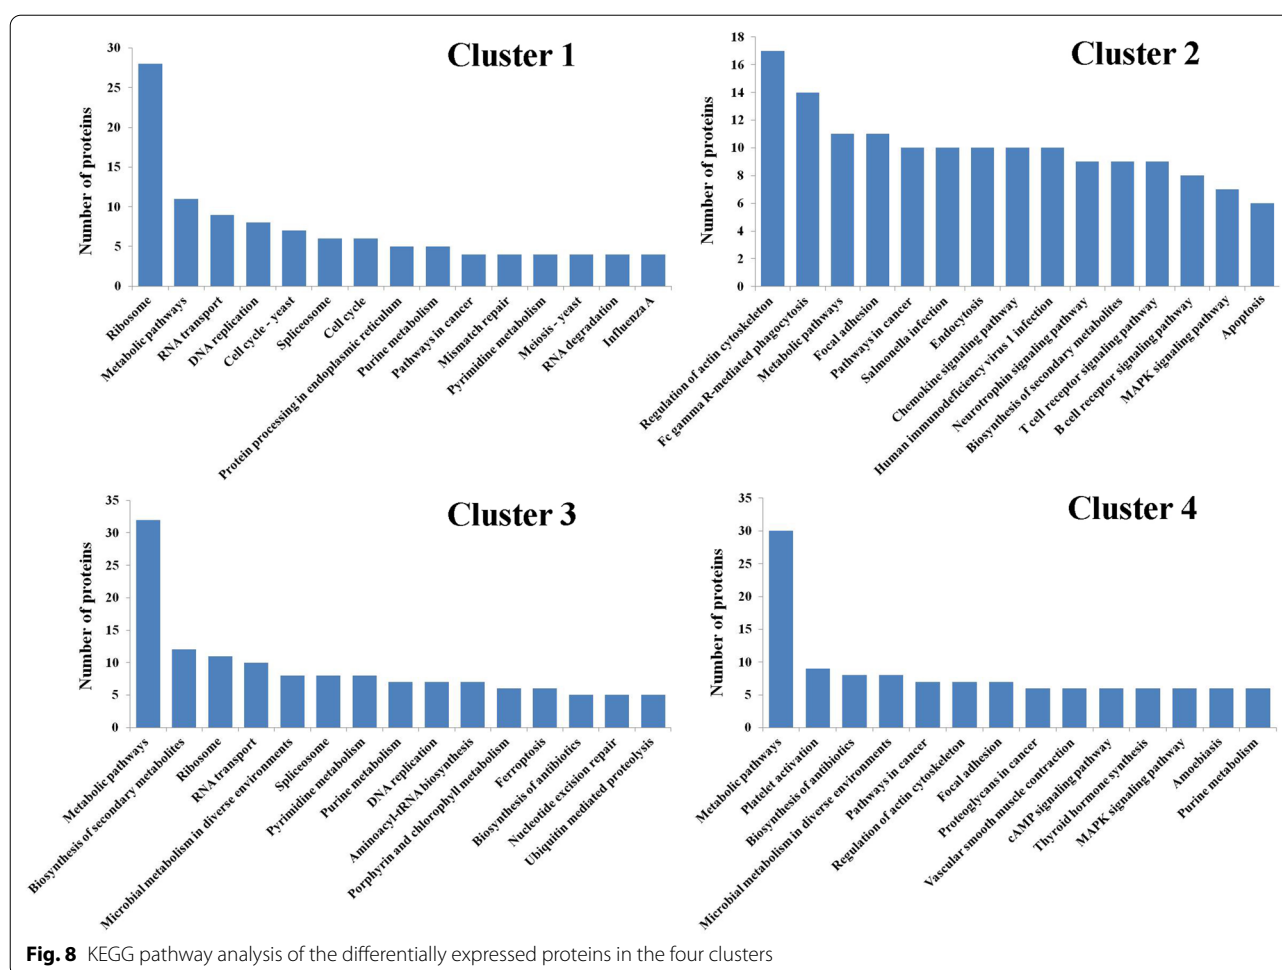 Cluster 1
Number of proteins
30
25
20
15
10
5
0
Ribosome
Metabolic pathways
RNA transport
DNA replication
Cell cycle - yeast
Spliceosome
Cell cycle
Protein processing in endoplasmic reticulum
Purine metabolism
Pathways in cancer
Mismatch repair
Pyrimidine metabolism
Meiosis - yeast
RNA degradation
Influenza A
Cluster 2
Number of proteins
18
16
14
12
10
8
6
4
2
0
Regulation of actin cytoskeleton
Fc gamma R-mediated phagocytosis
Metabolic pathways
Focal adhesion
Pathways in cancer
Salmonella infection
Endocytosis
Chemokine signaling pathway
Human immunodeficiency virus 1 infection
Neurotrophin signaling pathway
Biosynthesis of secondary metabolites
T cell receptor signaling pathway
B cell receptor signaling pathway
MAPK signaling pathway
Apoptosis
Cluster 3
Number of proteins
35
30
25
20
15
10
5
0
Metabolic pathways
Biosynthesis of secondary metabolites
Ribosome
RNA transport
Microbial metabolism in diverse environments
Spliceosome
Pyrimidine metabolism
Purine metabolism
DNA replication
Aminoacyl-tRNA biosynthesis
Porphyrin and chlorophyll metabolism
Ferroptosis
Biosynthesis of antibiotics
Nucleotide excision repair
Ubiquitin mediated proteolysis
Cluster 4
Number of proteins
35
30
25
20
15
10
5
0
Metabolic pathways
Platelet activation
Biosynthesis of antibiotics
Microbial metabolism in diverse environments
Pathways in cancer
Regulation of actin cytoskeleton
Focal adhesion
Proteoglycans in cancer
Vascular smooth muscle contraction
cAMP signaling pathway
Thyroid hormone synthesis
MAPK signaling pathway
Amoebiasis
Purine metabolism
Fig. 8 KEGG pathway analysis of the differentially expressed proteins in the four clusters